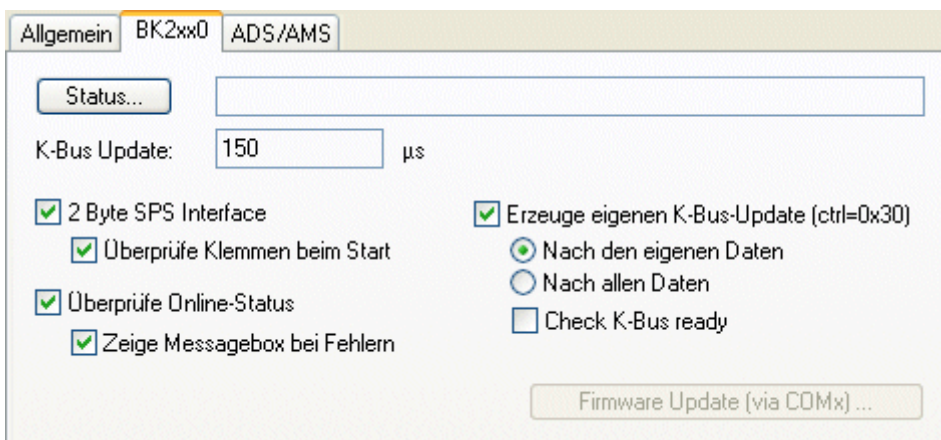 Allgemein BK2xx0 ADS/AMS
Status...
K-Bus Update: 150 µs
2 Byte SPS Interface
Überprüfe Klemmen beim Start
Überprüfe Online-Status
Zeige Messagebox bei Fehlern
Erzeuge eigenen K-Bus-Update (ctrl=0x30)
Nach den eigenen Daten
Nach allen Daten
Check K-Bus ready
Firmware Update (via COMx) ...